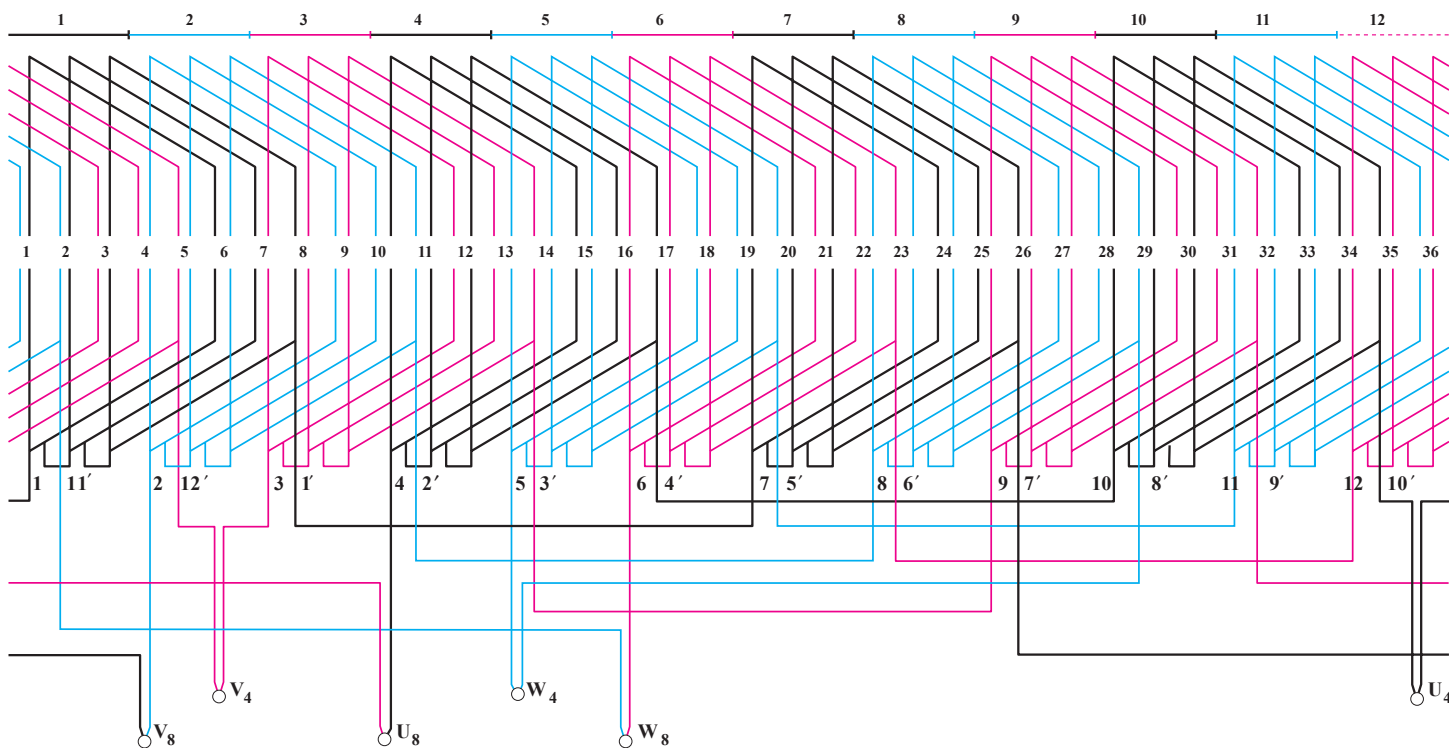 1 2 3 4 5 6 7 8 9 10 11 12
1 2 3 4 5 6 7 8 9 10 11 12 13 14 15 16 17 18 19 20 21 22 23 24 25 26 27 28 29 30 31 32 33 34 35 36
1 11′ 2 12′ 3 1′ 4 2′ 5 3′ 6 4′ 7 5′ 8 6′ 9 7′ 10 8′ 11 9′ 12 10′
V4 W4 U4
V8 U8 W8